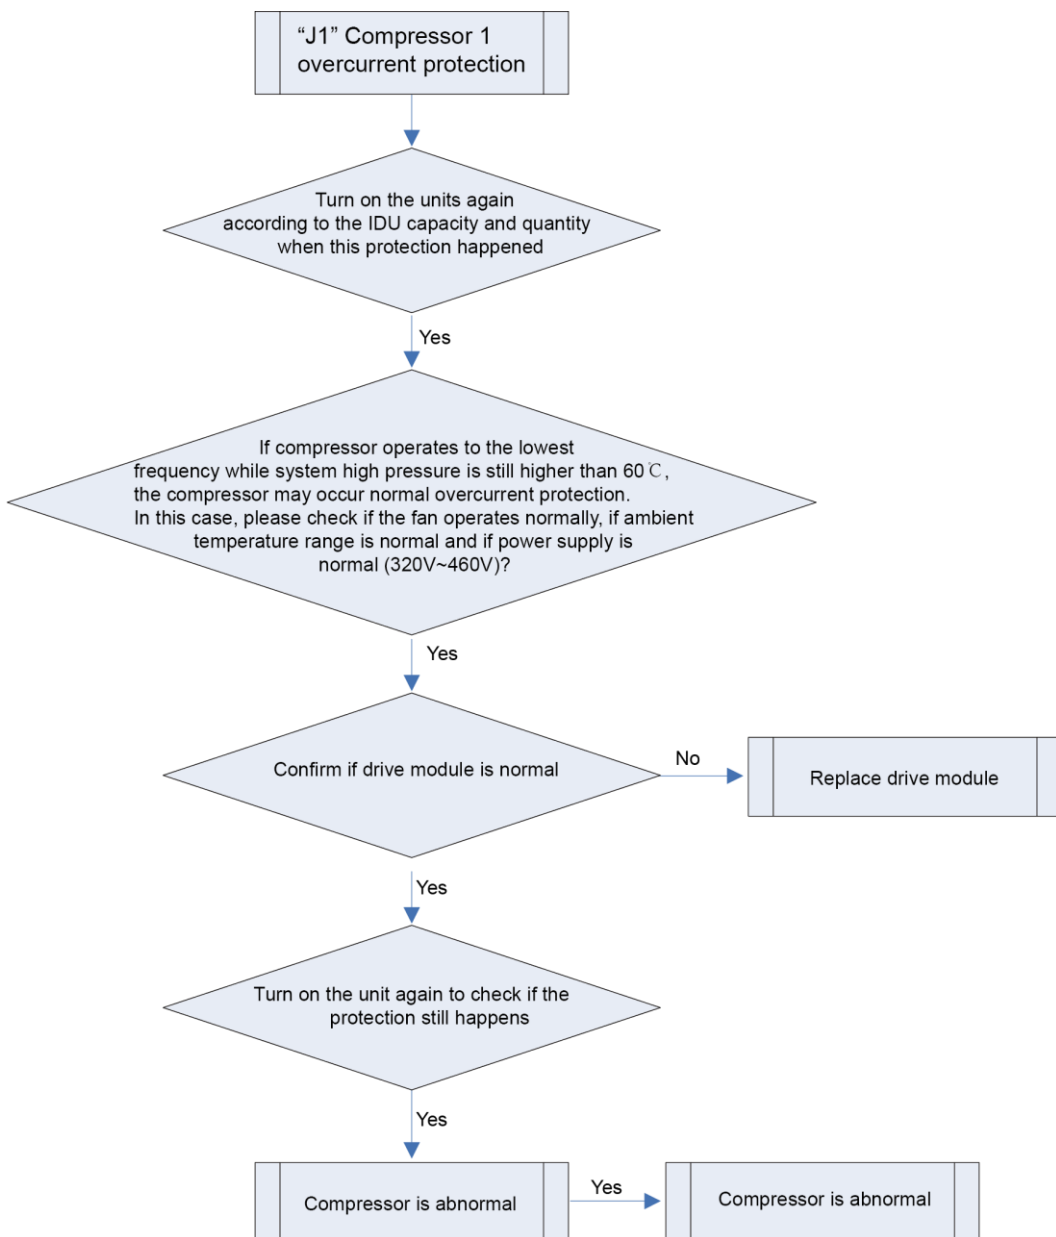 “J1” Compressor 1
overcurrent protection
Turn on the units again
according to the IDU capacity and quantity
when this protection happened
Yes
If compressor operates to the lowest
frequency while system high pressure is still higher than 60℃,
the compressor may occur normal overcurrent protection.
In this case, please check if the fan operates normally, if ambient
temperature range is normal and if power supply is
normal (320V~460V)?
Yes
Confirm if drive module is normal
No
Replace drive module
Yes
Turn on the unit again to check if the
protection still happens
Yes
Compressor is abnormal
Yes
Compressor is abnormal